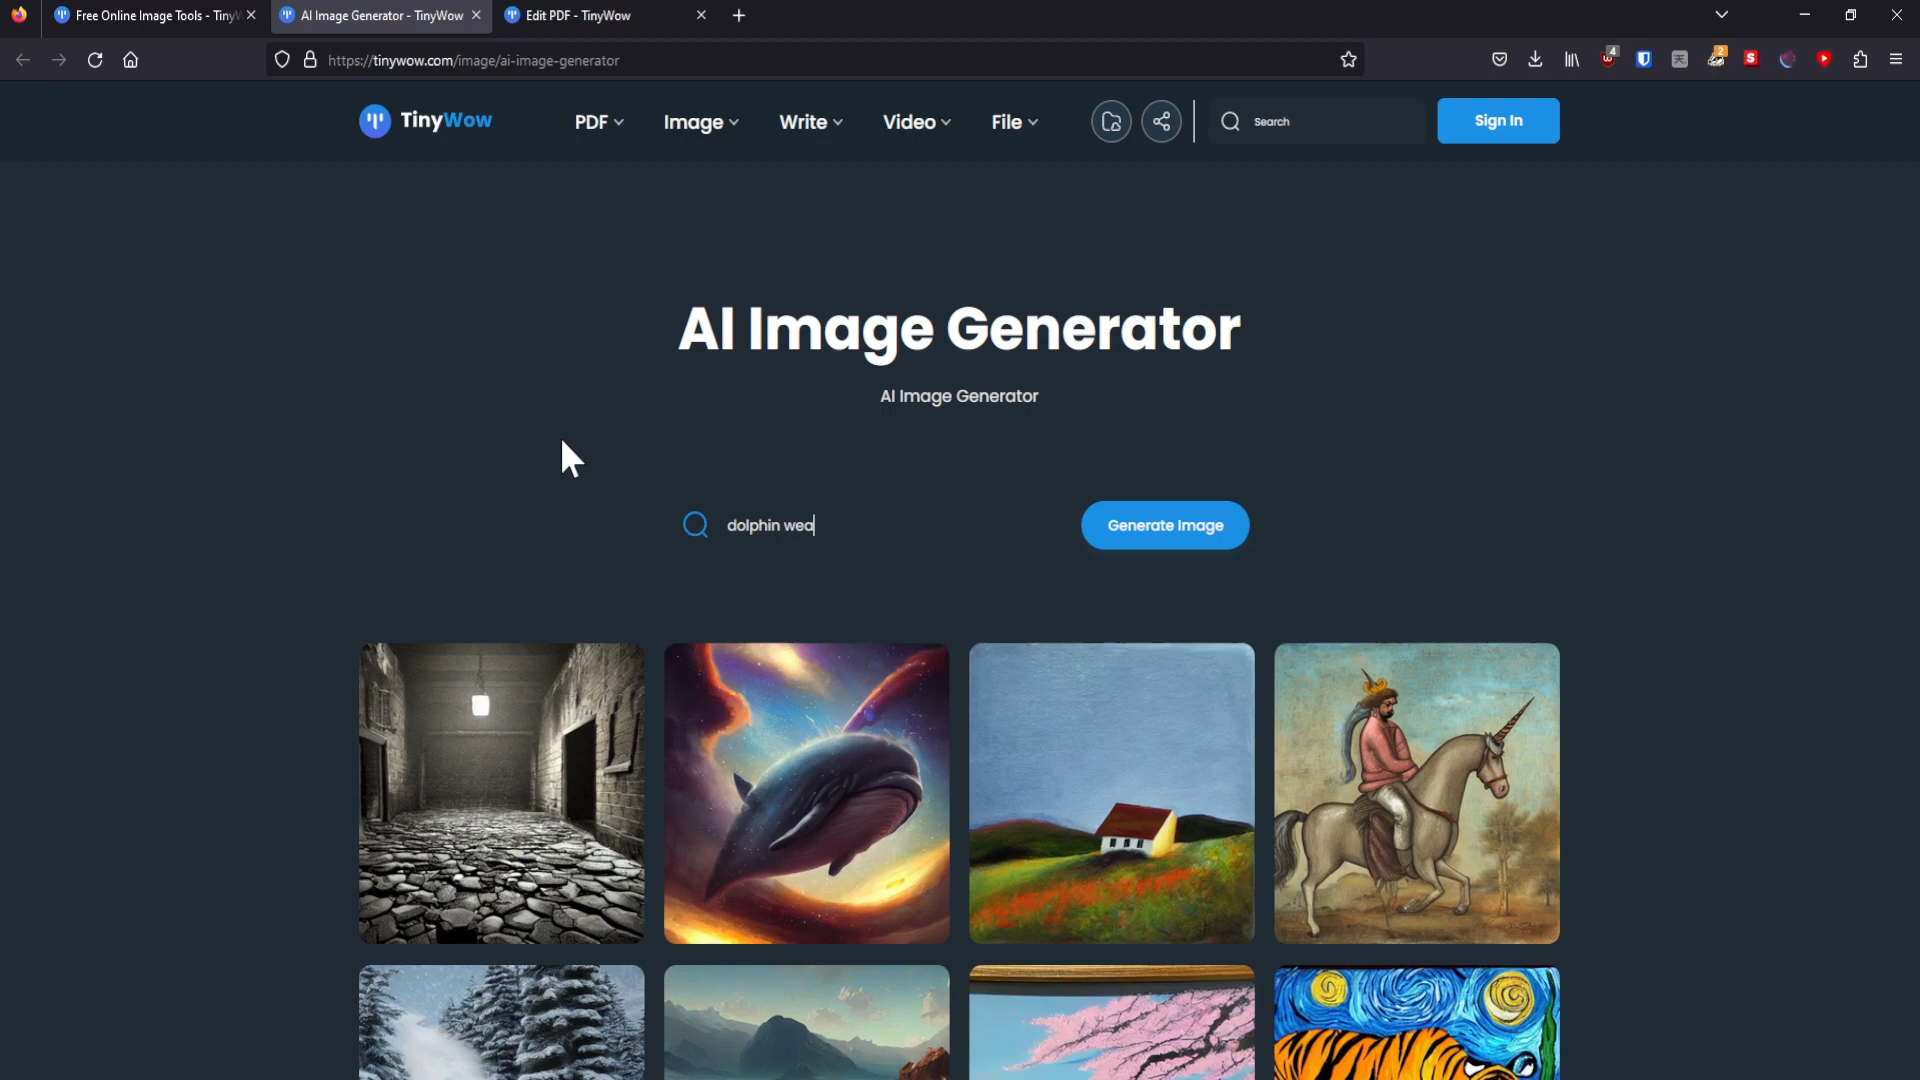 Free Online Image Tools - Tiny
AI Image Generator - TinyWow
Edit PDF - TinyWow
https://tinywow.com/image/ai-image-generator
4
2
S
TinyWow
PDF
Image
Write
Video
File
Search
Sign In
AI Image Generator
AI Image Generator
dolphin wea
Generate Image